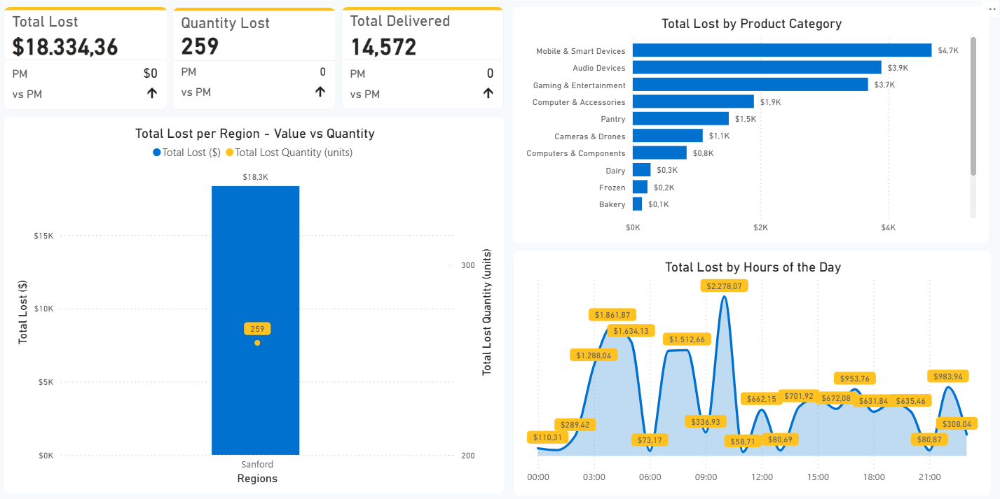 Total Lost
$18.334,36
PM $0
vs PM ↑
Quantity Lost
259
PM 0
vs PM ↑
Total Delivered
14,572
PM 0
vs PM ↑
Total Lost per Region - Value vs Quantity
Total Lost ($) Total Lost Quantity (units)
$18,3K
$15K
$10K
$5K
$0K
259
300
200
Total Lost ($)
Total Lost Quantity (units)
Sanford
Regions
Total Lost by Product Category
Mobile & Smart Devices $4,7K
Audio Devices $3,9K
Gaming & Entertainment $3,7K
Computer & Accessories $1,9K
Pantry $1,5K
Cameras & Drones $1,1K
Computers & Components $0,8K
Dairy $0,3K
Frozen $0,2K
Bakery $0,1K
$0K $2K $4K
Total Lost by Hours of the Day
$110,31
$289,42
$1.288,04
$1.861,87
$1.634,13
$73,17
$1.512,66
$336,93
$2.278,07
$58,71
$662,15
$80,69
$701,92
$672,08
$953,76
$631,84
$635,46
$80,87
$983,94
$308,04
00:00 03:00 06:00 09:00 12:00 15:00 18:00 21:00